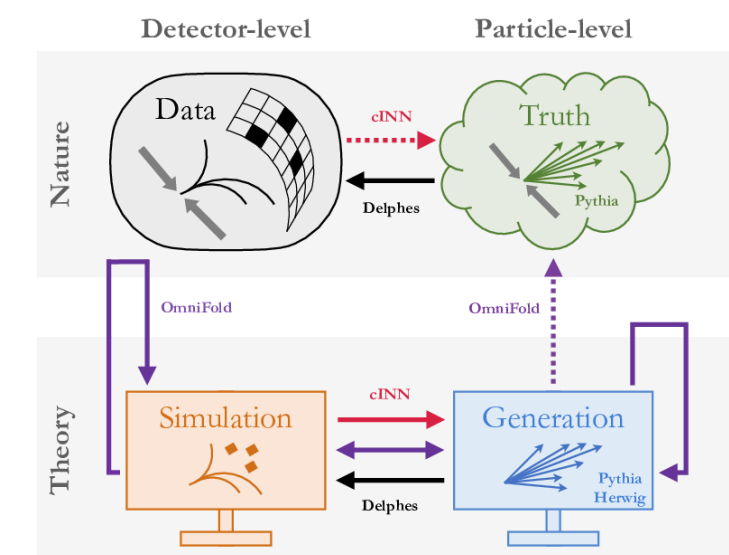 Detector-level
Particle-level
Nature
Data
cINN
Delphes
Truth
Pythia
OmniFold
OmniFold
Theory
Simulation
cINN
Delphes
Generation
Pythia
Herwig